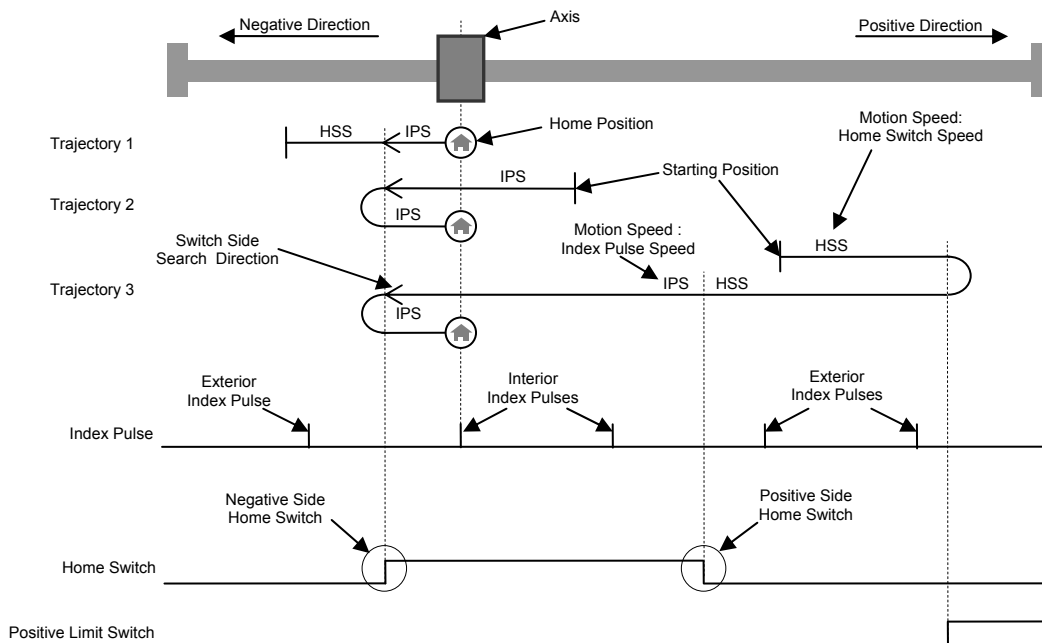 Negative Direction
Axis
Positive Direction
Trajectory 1
HSS
IPS
Home Position
Motion Speed:
Home Switch Speed
Trajectory 2
IPS
Starting Position
IPS
Switch Side
Search Direction
Motion Speed :
Index Pulse Speed
HSS
Trajectory 3
IPS
HSS
IPS
Exterior
Index Pulse
Interior
Index Pulses
Exterior
Index Pulses
Index Pulse
Negative Side
Home Switch
Positive Side
Home Switch
Home Switch
Positive Limit Switch